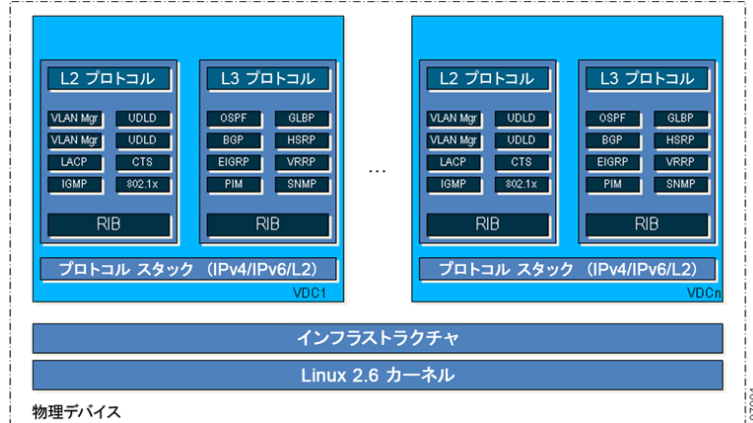 L2 プロトコル
VLAN Mgr UDLD
VLAN Mgr UDLD
LACP CTS
IGMP 802.1x
RIB
L3 プロトコル
OSPF GLBP
BGP HSRP
EIGRP VRRP
PIM SNMP
RIB
プロトコル スタック （IPv4/IPv6/L2）
VDC1
...
L2 プロトコル
VLAN Mgr UDLD
VLAN Mgr UDLD
LACP CTS
IGMP 802.1x
RIB
L3 プロトコル
OSPF GLBP
BGP HSRP
EIGRP VRRP
PIM SNMP
RIB
プロトコル スタック （IPv4/IPv6/L2）
VDCn
インフラストラクチャ
Linux 2.6 カーネル
物理デバイス